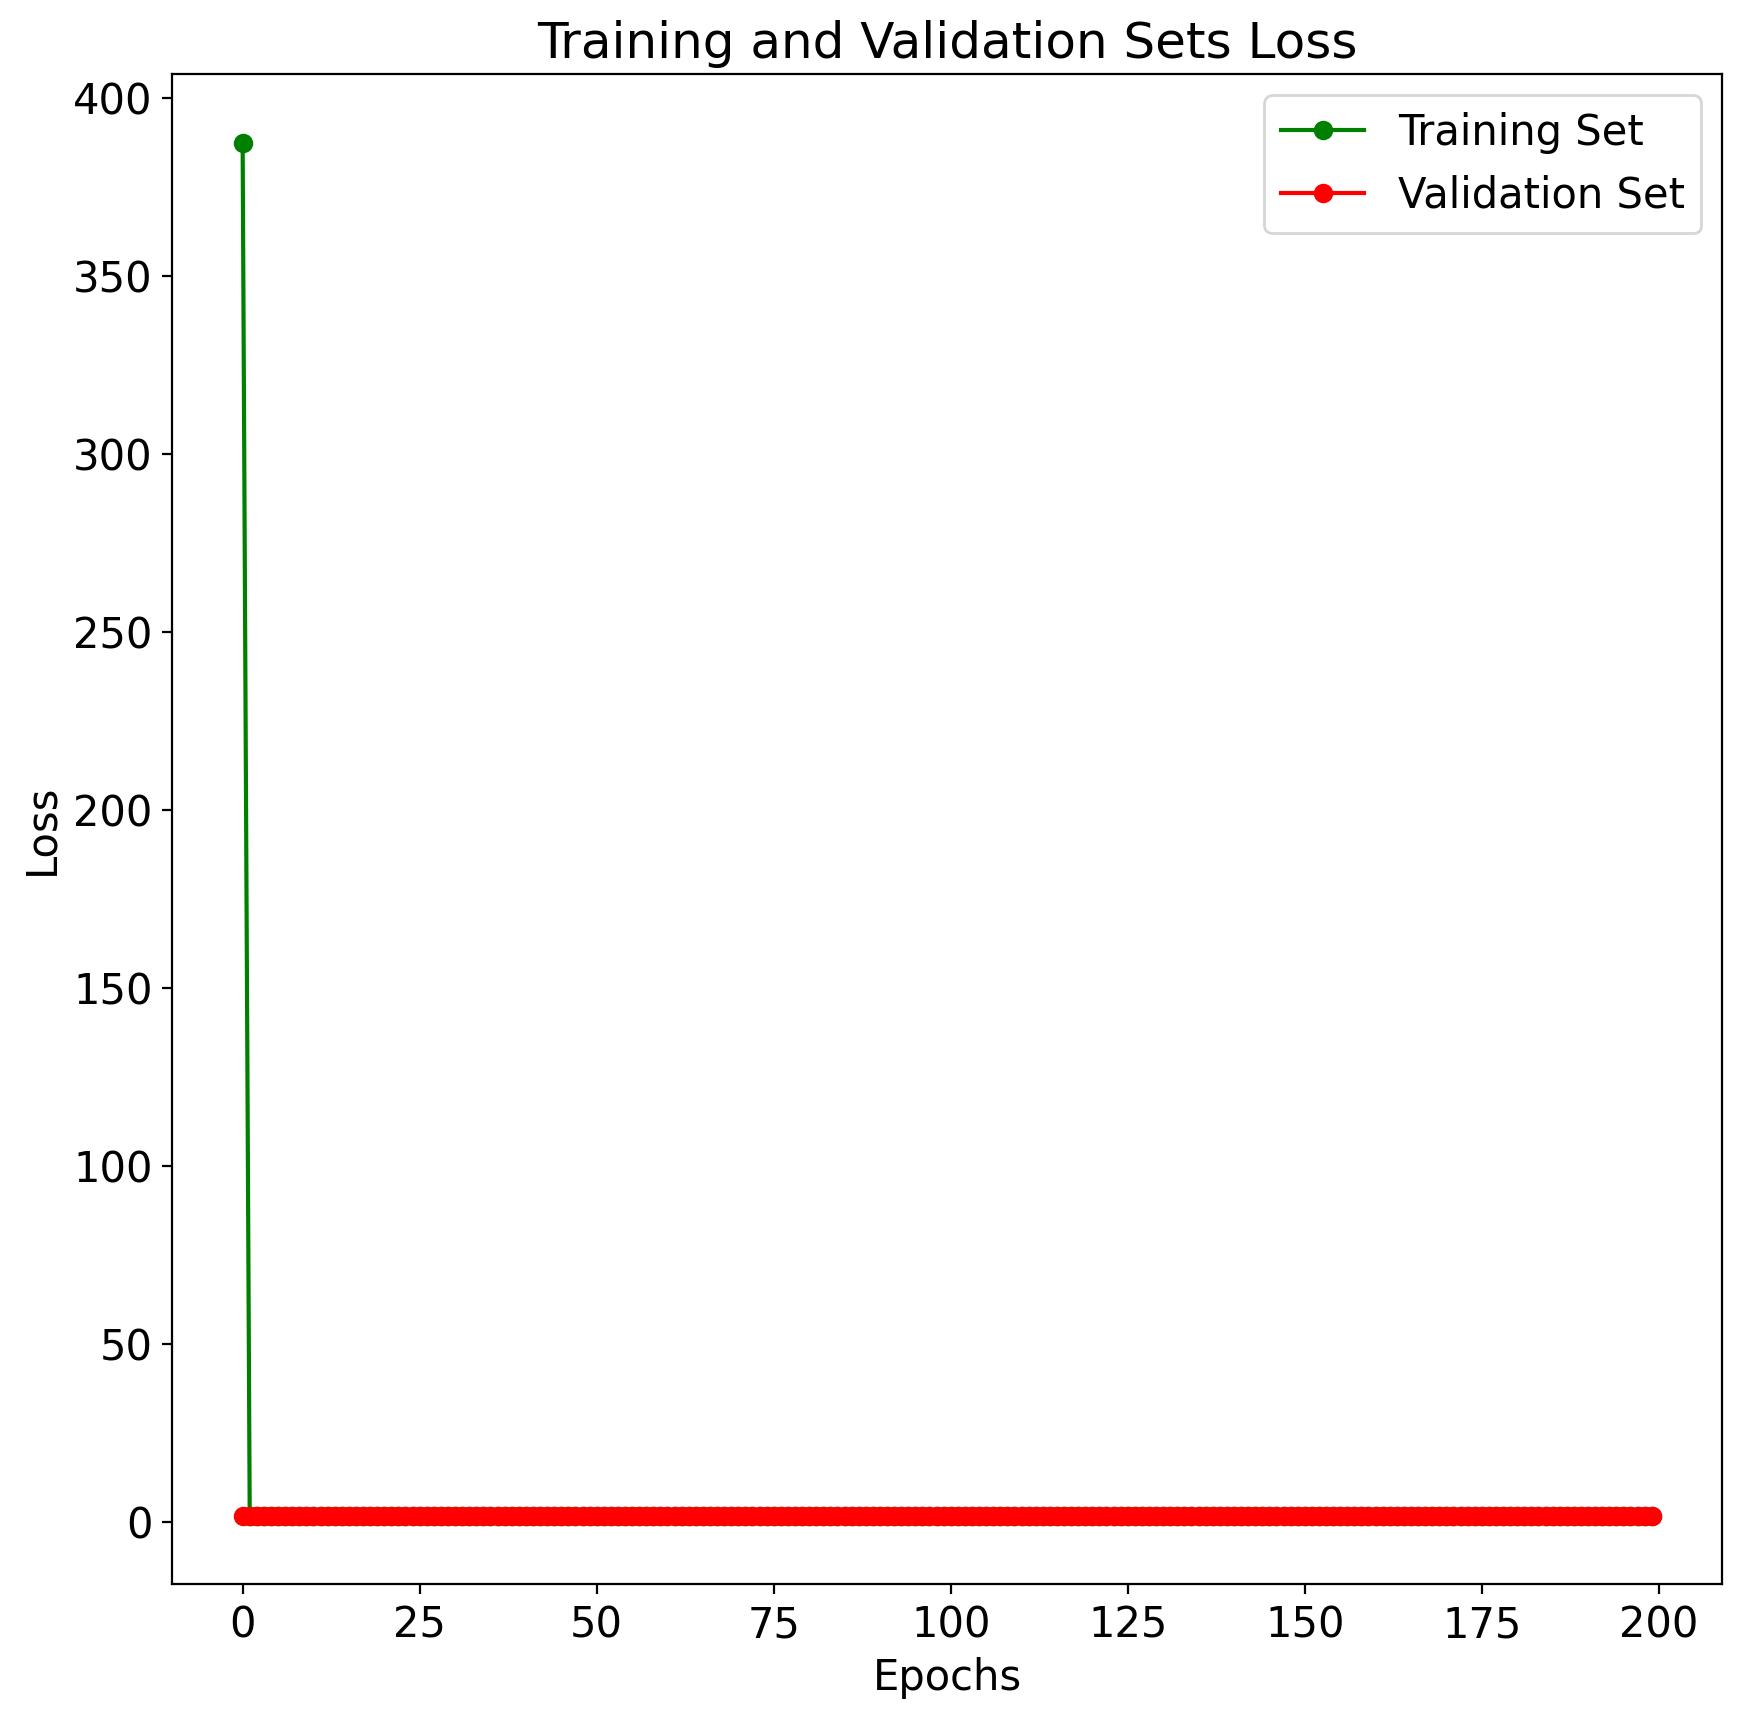 Training and Validation Sets Loss
400
350
300
250
200
150
100
50
0
Loss
Training Set
Validation Set
0 25 50 75 100 125 150 175 200
Epochs